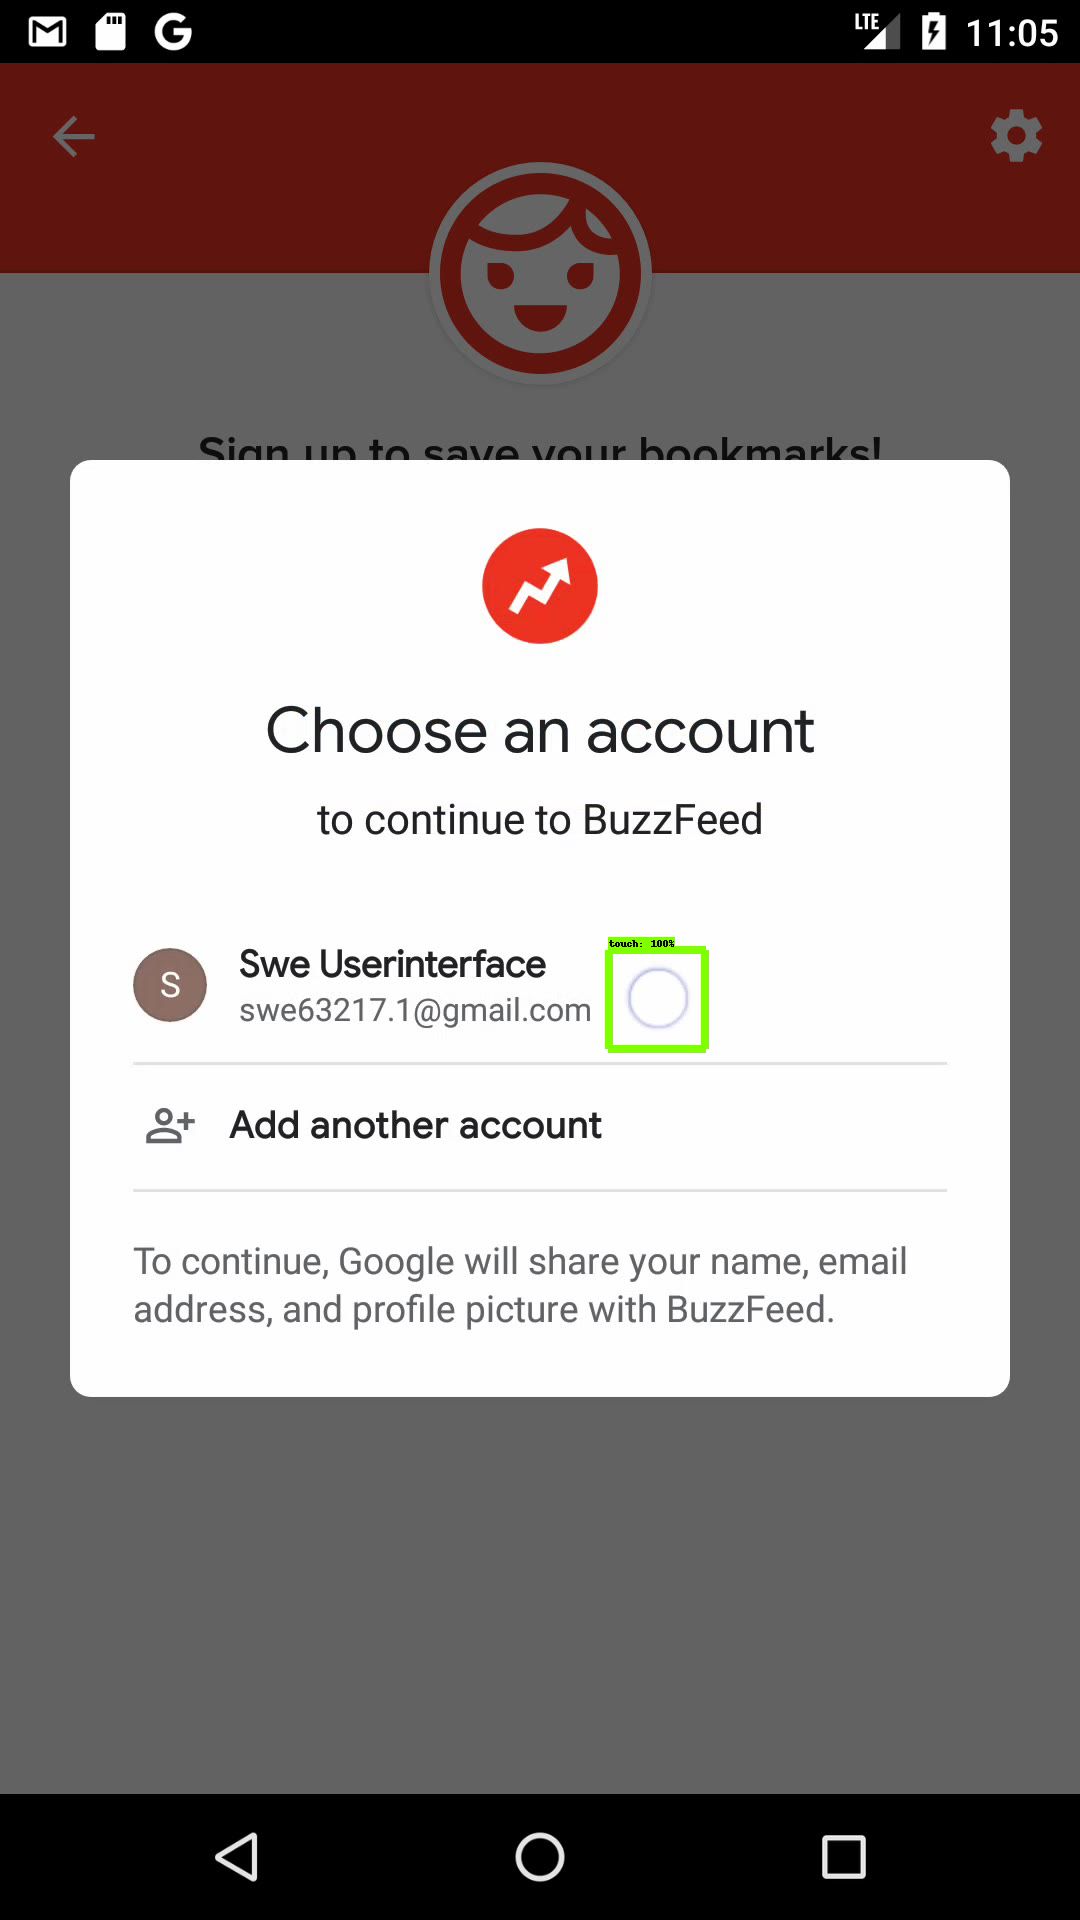 LTE 11:05
Sign up to save your bookmarks!
Choose an account
to continue to BuzzFeed
S
Swe Userinterface
touch: 100%
swe63217.1@gmail.com
Add another account
To continue, Google will share your name, email
address, and profile picture with BuzzFeed.